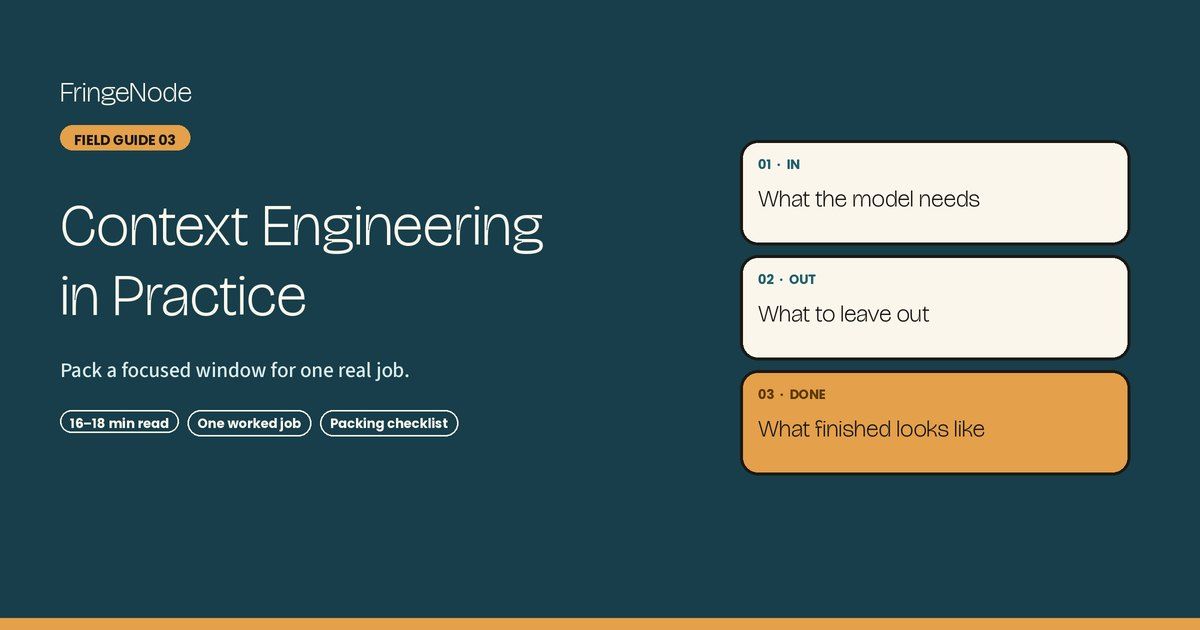 FringeNode
FIELD GUIDE 03
Context Engineering
in Practice
Pack a focused window for one real job.
16–18 min read
One worked job
Packing checklist
01 · IN
What the model needs
02 · OUT
What to leave out
03 · DONE
What finished looks like